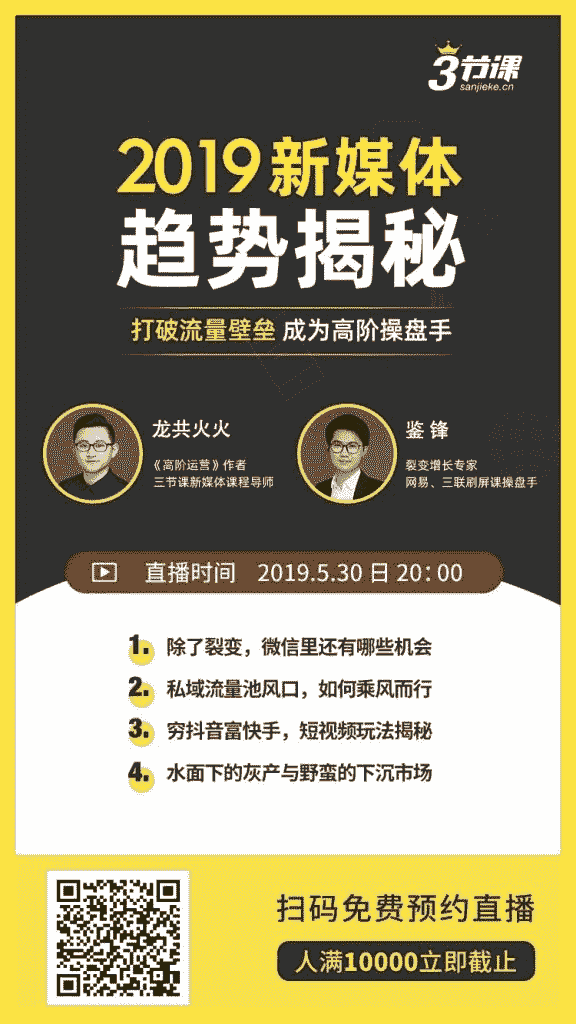 3节课
sanjieke.cn
2019新媒体
趋势揭秘
打破流量壁垒 成为高阶操盘手
龙共火火
《高阶运营》作者
三节课新媒体课程导师
鉴 锋
裂变增长专家
网易、三联刷屏课操盘手
直播时间 2019.5.30 日 20：00
1. 除了裂变，微信里还有哪些机会
2. 私域流量池风口，如何乘风而行
3. 穷抖音富快手，短视频玩法揭秘
4. 水面下的灰产与野蛮的下沉市场
扫码免费预约直播
人满10000立即截止